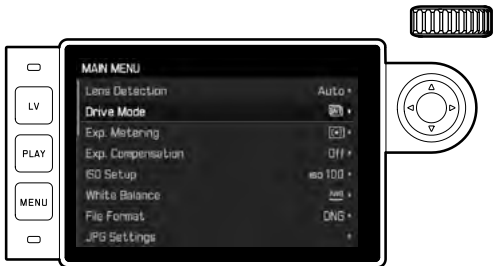 LV
PLAY
MENU
MAIN MENU
Lens Detection Auto
Drive Mode
Exp. Metering
Exp. Compensation Off
ISO Setup ISO 100
White Balance
File Format DNG
JPG Settings